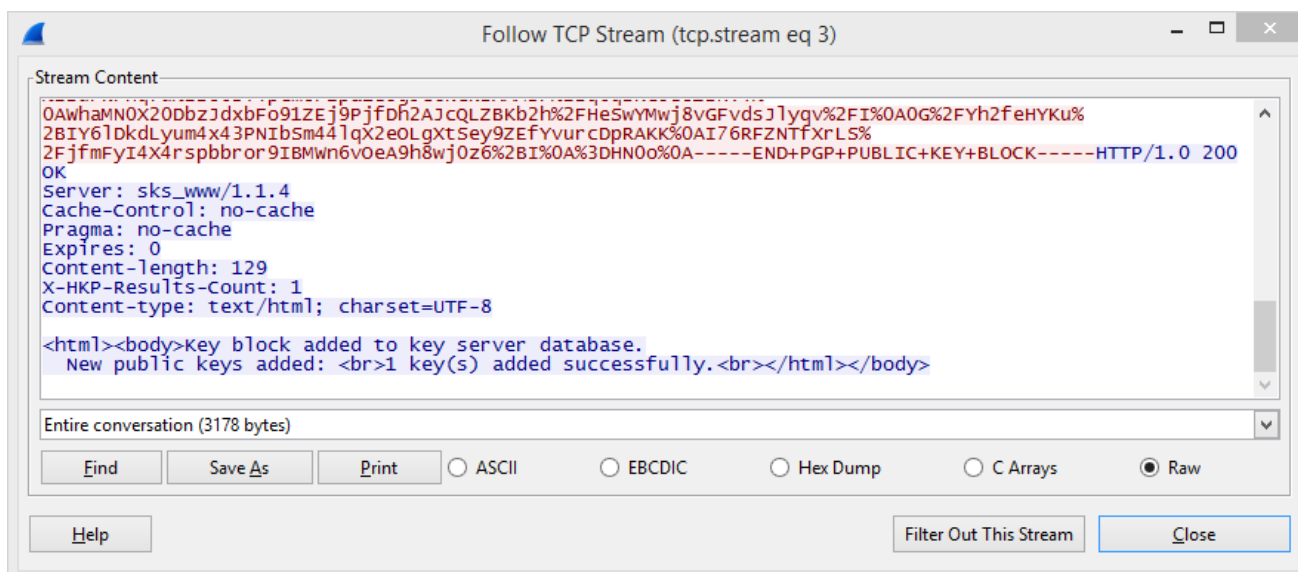 Follow TCP Stream (tcp.stream eq 3)
Stream Content
0AWhaMN0X20DbzJdxbFo91ZEj9PjfDh2AJcQLZBKb2h%2FHeSwYMwj8vGFvdsJlyqv%2FI%0A0G%2FYh2feHYKu%
2BIY6lDkdLyum4x43PNIbSm44lqX2eOLgXtSey9ZEfYvurcDpRAKK%0AI76RFZNTfXrLS%
2FjfmFyI4X4rspbbror9IBMWn6vOeA9h8wj0z6%2BI%0A%3DHN0o%0A-----END+PGP+PUBLIC+KEY+BLOCK-----HTTP/1.0 200
OK
Server: sks_www/1.1.4
Cache-Control: no-cache
Pragma: no-cache
Expires: 0
Content-length: 129
X-HKP-Results-Count: 1
Content-type: text/html; charset=UTF-8
<html><body>Key block added to key server database.
New public keys added: <br>1 key(s) added successfully.<br></html></body>
Entire conversation (3178 bytes)
Find Save As Print ASCII EBCDIC Hex Dump C Arrays Raw
Help Filter Out This Stream Close